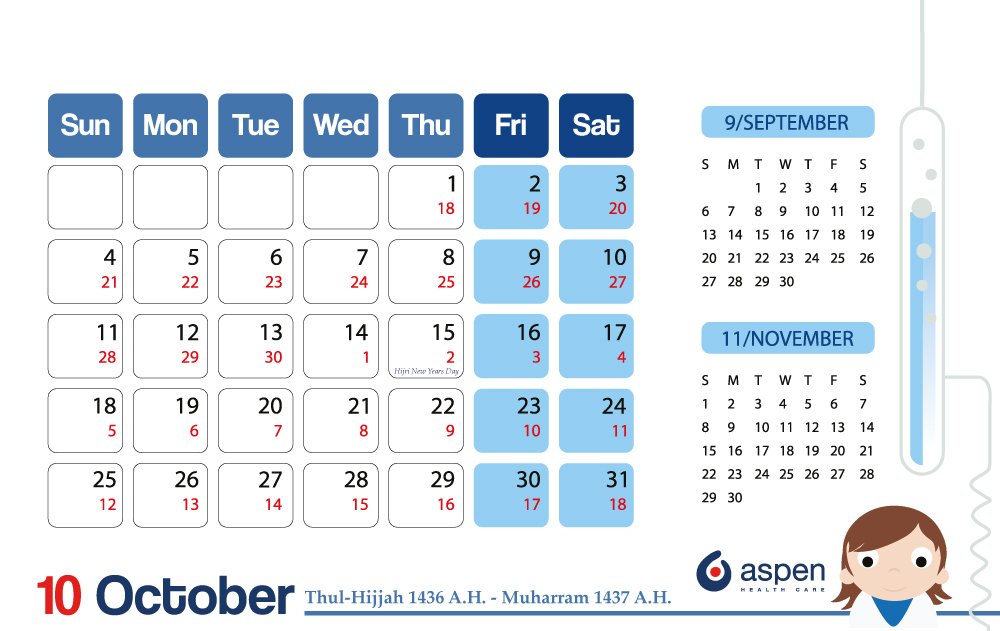 Sun Mon Tue Wed Thu Fri Sat
1 2 3
18 19 20
4 5 6 7 8 9 10
21 22 23 24 25 26 27
11 12 13 14 15 16 17
28 29 30 1 2 3 4
Hijri New Years Day
18 19 20 21 22 23 24
5 6 7 8 9 10 11
25 26 27 28 29 30 31
12 13 14 15 16 17 18
10 October
Thul-Hijjah 1436 A.H. - Muharram 1437 A.H.
9/SEPTEMBER
S M T W T F S
1 2 3 4 5
6 7 8 9 10 11 12
13 14 15 16 17 18 19
20 21 22 23 24 25 26
27 28 29 30
11/NOVEMBER
S M T W T F S
1 2 3 4 5 6 7
8 9 10 11 12 13 14
15 16 17 18 19 20 21
22 23 24 25 26 27 28
29 30
aspen
HEALTH CARE